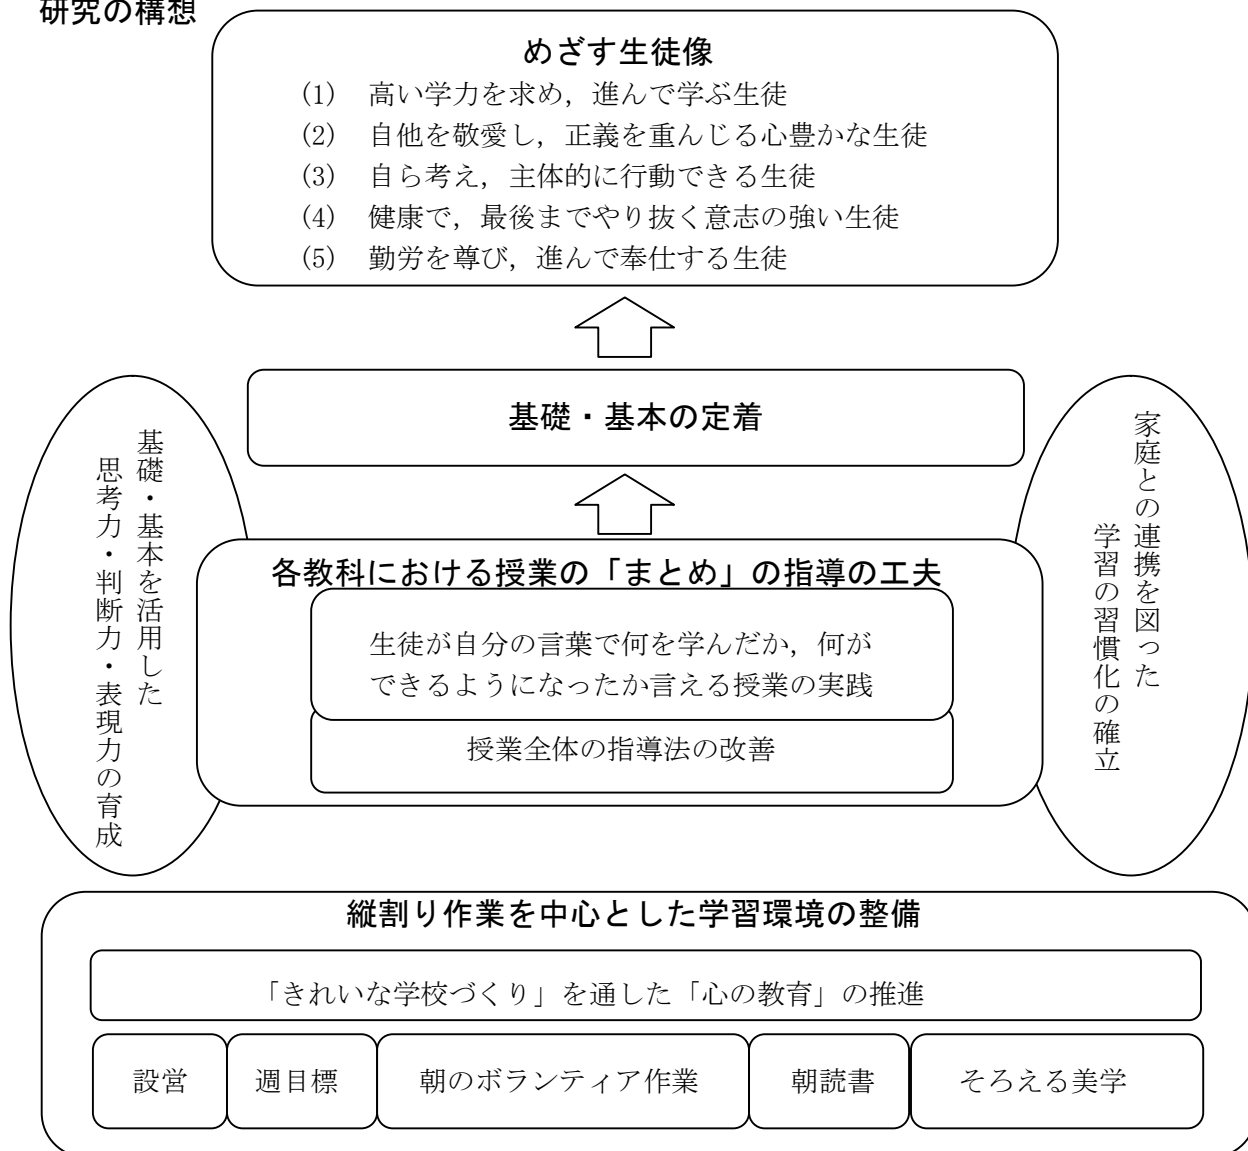 研究の構想
めざす生徒像
(1) 高い学力を求め，進んで学ぶ生徒
(2) 自他を敬愛し，正義を重んじる心豊かな生徒
(3) 自ら考え，主体的に行動できる生徒
(4) 健康で，最後までやり抜く意志の強い生徒
(5) 勤労を尊び，進んで奉仕する生徒
基礎・基本の定着
基礎・基本を活用した
思考力・判断力・表現力の育成
各教科における授業の「まとめ」の指導の工夫
生徒が自分の言葉で何を学んだか，何が
できるようになったか言える授業の実践
授業全体の指導法の改善
家庭との連携を図った
学習の習慣化の確立
縦割り作業を中心とした学習環境の整備
「きれいな学校づくり」を通した「心の教育」の推進
設営
週目標
朝のボランティア作業
朝読書
そろえる美学